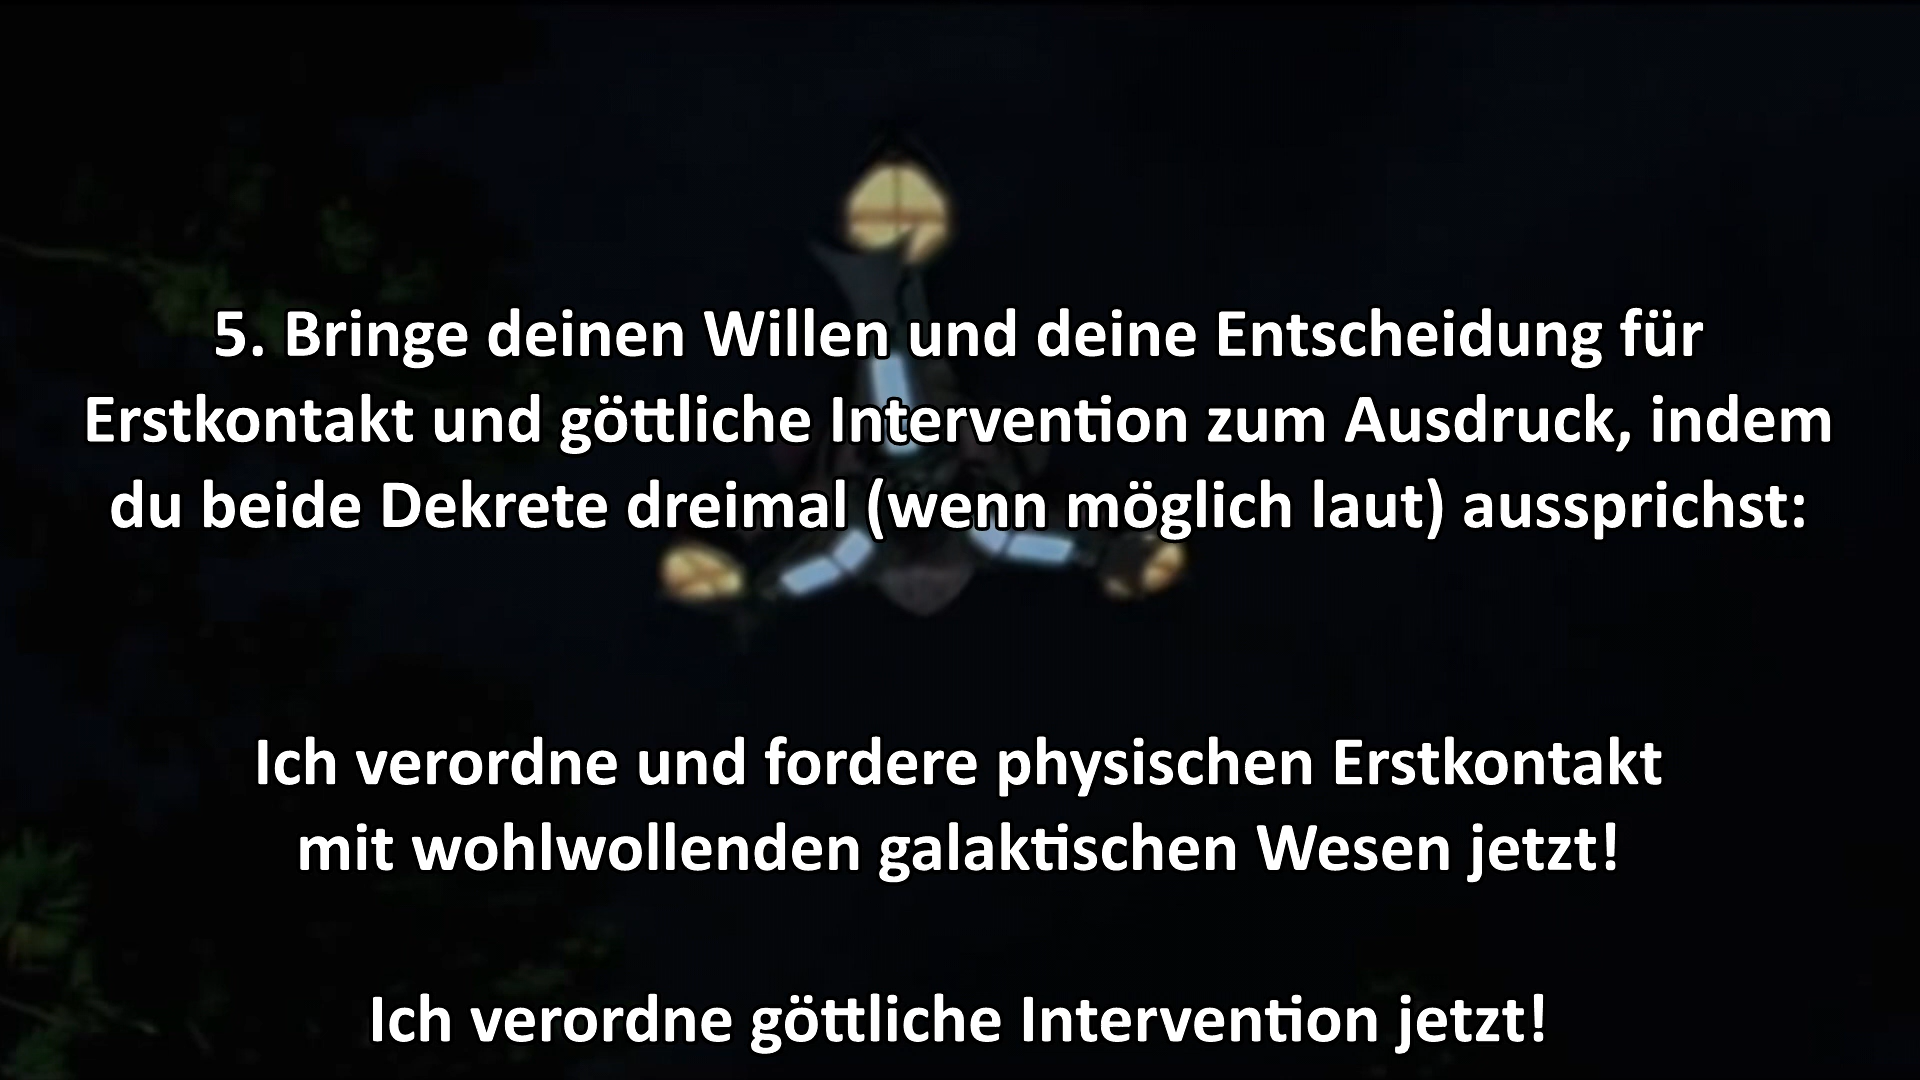 5. Bringe deinen Willen und deine Entscheidung für
Erstkontakt und göttliche Intervention zum Ausdruck, indem
du beide Dekrete dreimal (wenn möglich laut) aussprichst:
Ich verordne und fordere physischen Erstkontakt
mit wohlwollenden galaktischen Wesen jetzt!
Ich verordne göttliche Intervention jetzt!